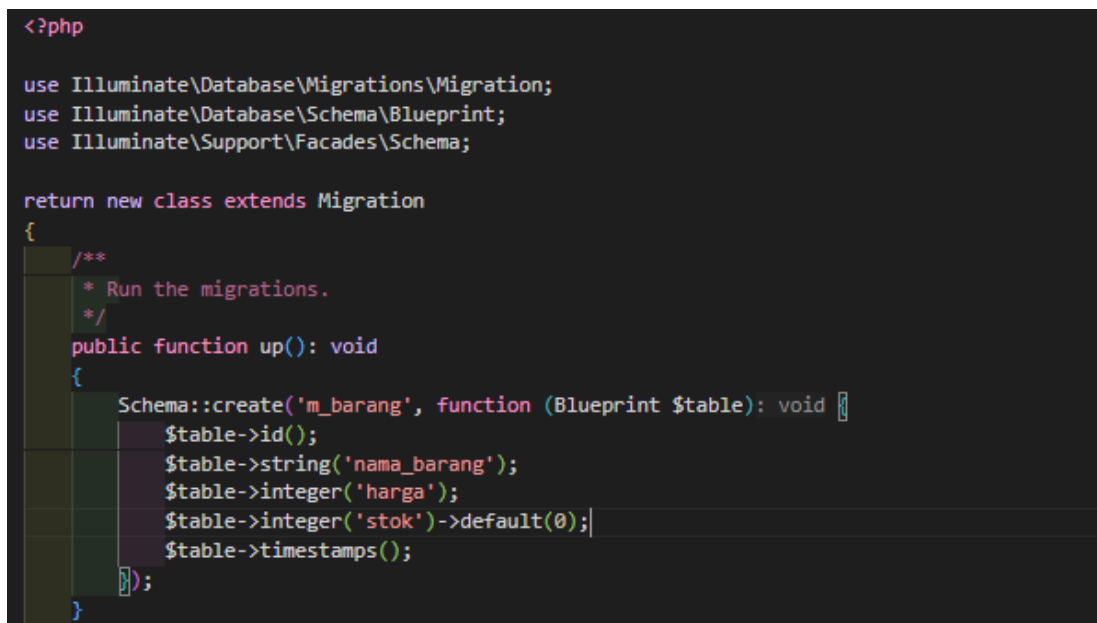 <?php
use Illuminate\Database\Migrations\Migration;
use Illuminate\Database\Schema\Blueprint;
use Illuminate\Support\Facades\Schema;
return new class extends Migration
{
/**
* Run the migrations.
*/
public function up(): void
{
Schema::create('m_barang', function (Blueprint $table): void {
$table->id();
$table->string('nama_barang');
$table->integer('harga');
$table->integer('stok')->default(0);
$table->timestamps();
});
}